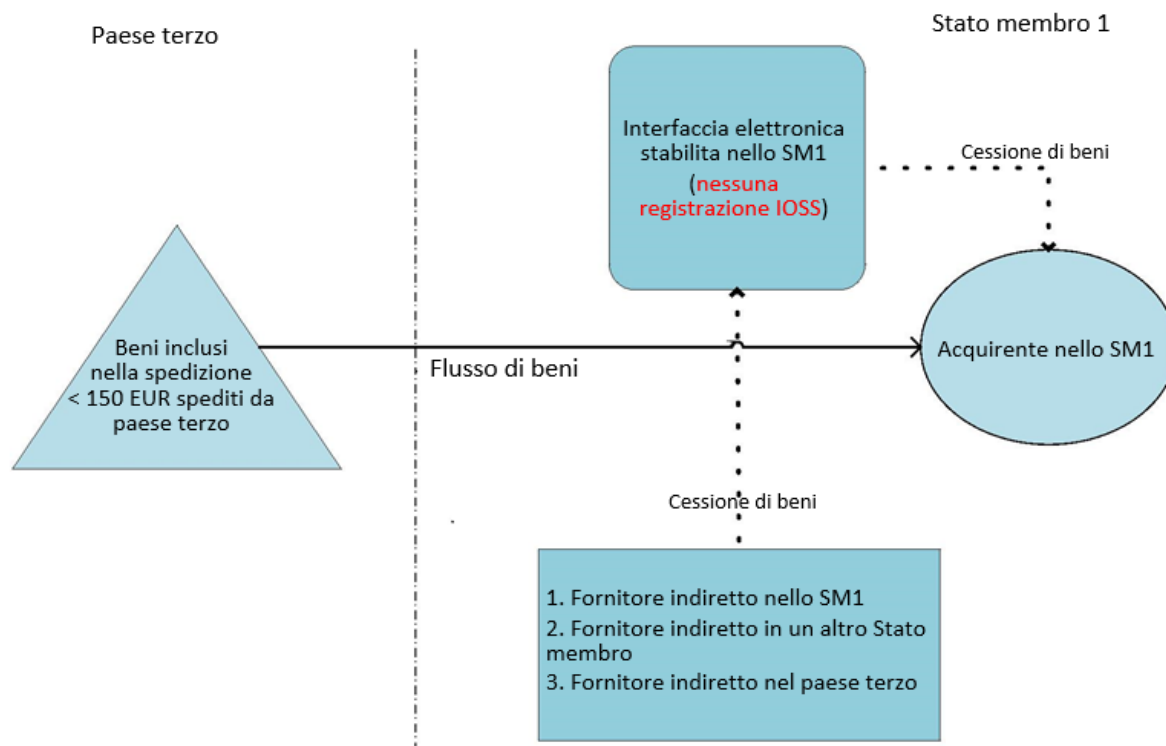 Paese terzo
Stato membro 1
Interfaccia elettronica
stabilita nello SM1
(nessuna
registrazione IOSS)
Cessione di beni
Beni inclusi
nella spedizione
< 150 EUR spediti da
paese terzo
Flusso di beni
Acquirente nello SM1
Cessione di beni
1. Fornitore indiretto nello SM1
2. Fornitore indiretto in un altro Stato
membro
3. Fornitore indiretto nel paese terzo